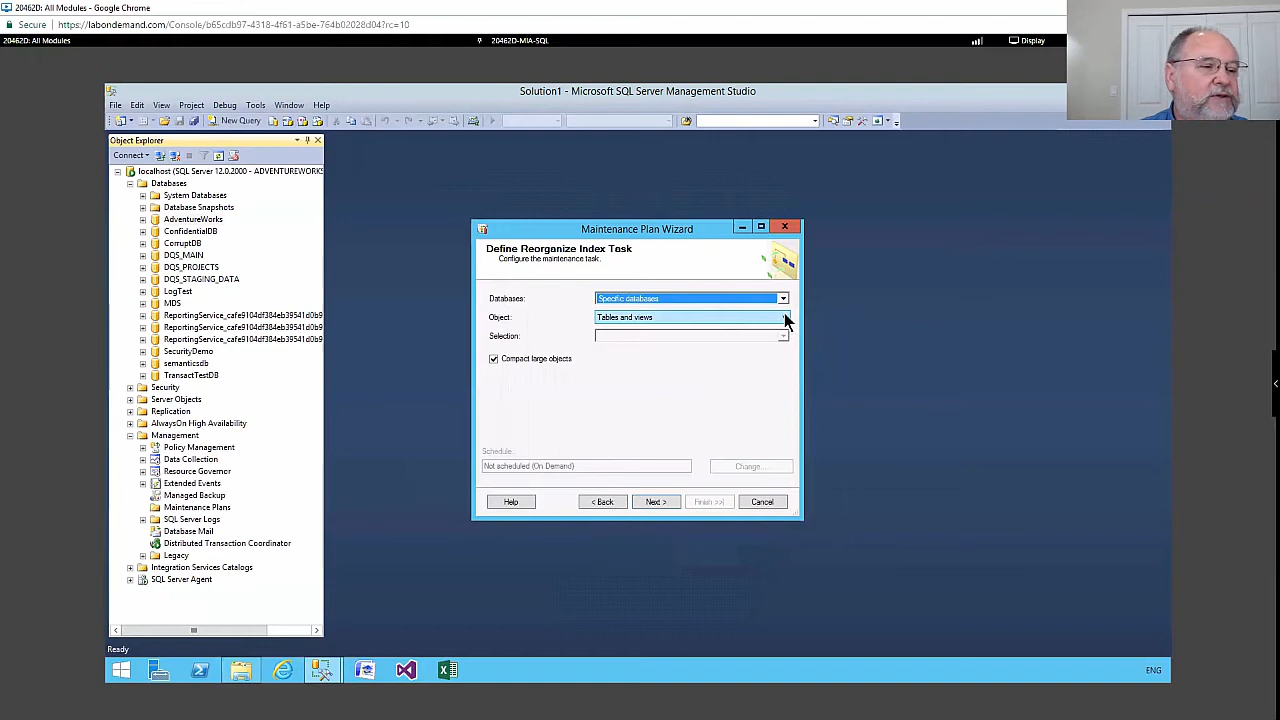 20462D: All Modules - Google Chrome
Secure https://labondemand.com/Console/b65cdb97-4318-4f61-a5be-764b02028d04?rc=10
20462D: All Modules
20462D-MIA-SQL
Display
Solution1 - Microsoft SQL Server Management Studio
File Edit View Project Debug Tools Window Help
New Query
Object Explorer
Connect
localhost (SQL Server 12.0.2000 - ADVENTUREWORKS
Databases
System Databases
Database Snapshots
AdventureWorks
ConfidentialDB
CorruptDB
DQS_MAIN
DQS_PROJECTS
DQS_STAGING_DATA
LogTest
MDS
ReportingService_cafe9104df384eb39541d0b9
ReportingService_cafe9104df384eb39541d0b9
ReportingService_cafe9104df384eb39541d0b9
SecurityDemo
semanticsdb
TransactTestDB
Security
Server Objects
Replication
AlwaysOn High Availability
Management
Policy Management
Data Collection
Resource Governor
Extended Events
Managed Backup
Maintenance Plans
SQL Server Logs
Database Mail
Distributed Transaction Coordinator
Legacy
Integration Services Catalogs
SQL Server Agent
Maintenance Plan Wizard
Define Reorganize Index Task
Configure the maintenance task.
Databases: Specific databases
Object: Tables and views
Selection:
Compact large objects
Schedule:
Not scheduled (On Demand) Change...
Help < Back Next > Finish >>| Cancel
Ready
ENG